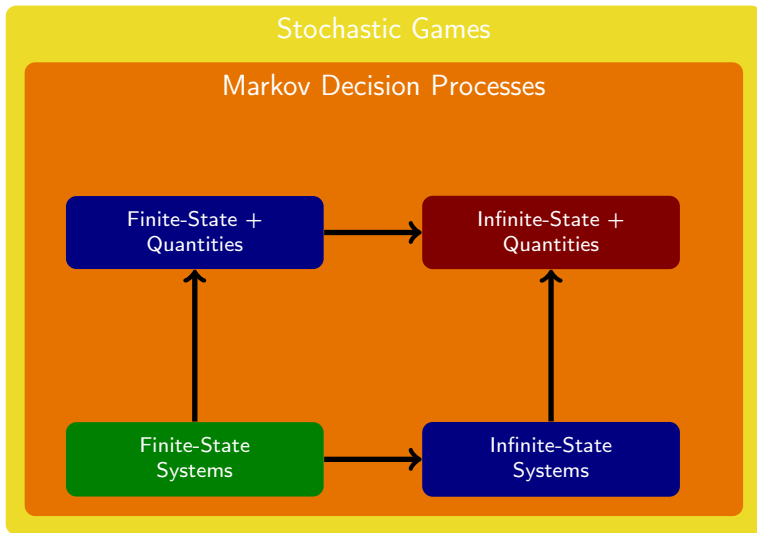 Stochastic Games
Markov Decision Processes
Finite-State +
Quantities
Infinite-State +
Quantities
Finite-State
Systems
Infinite-State
Systems